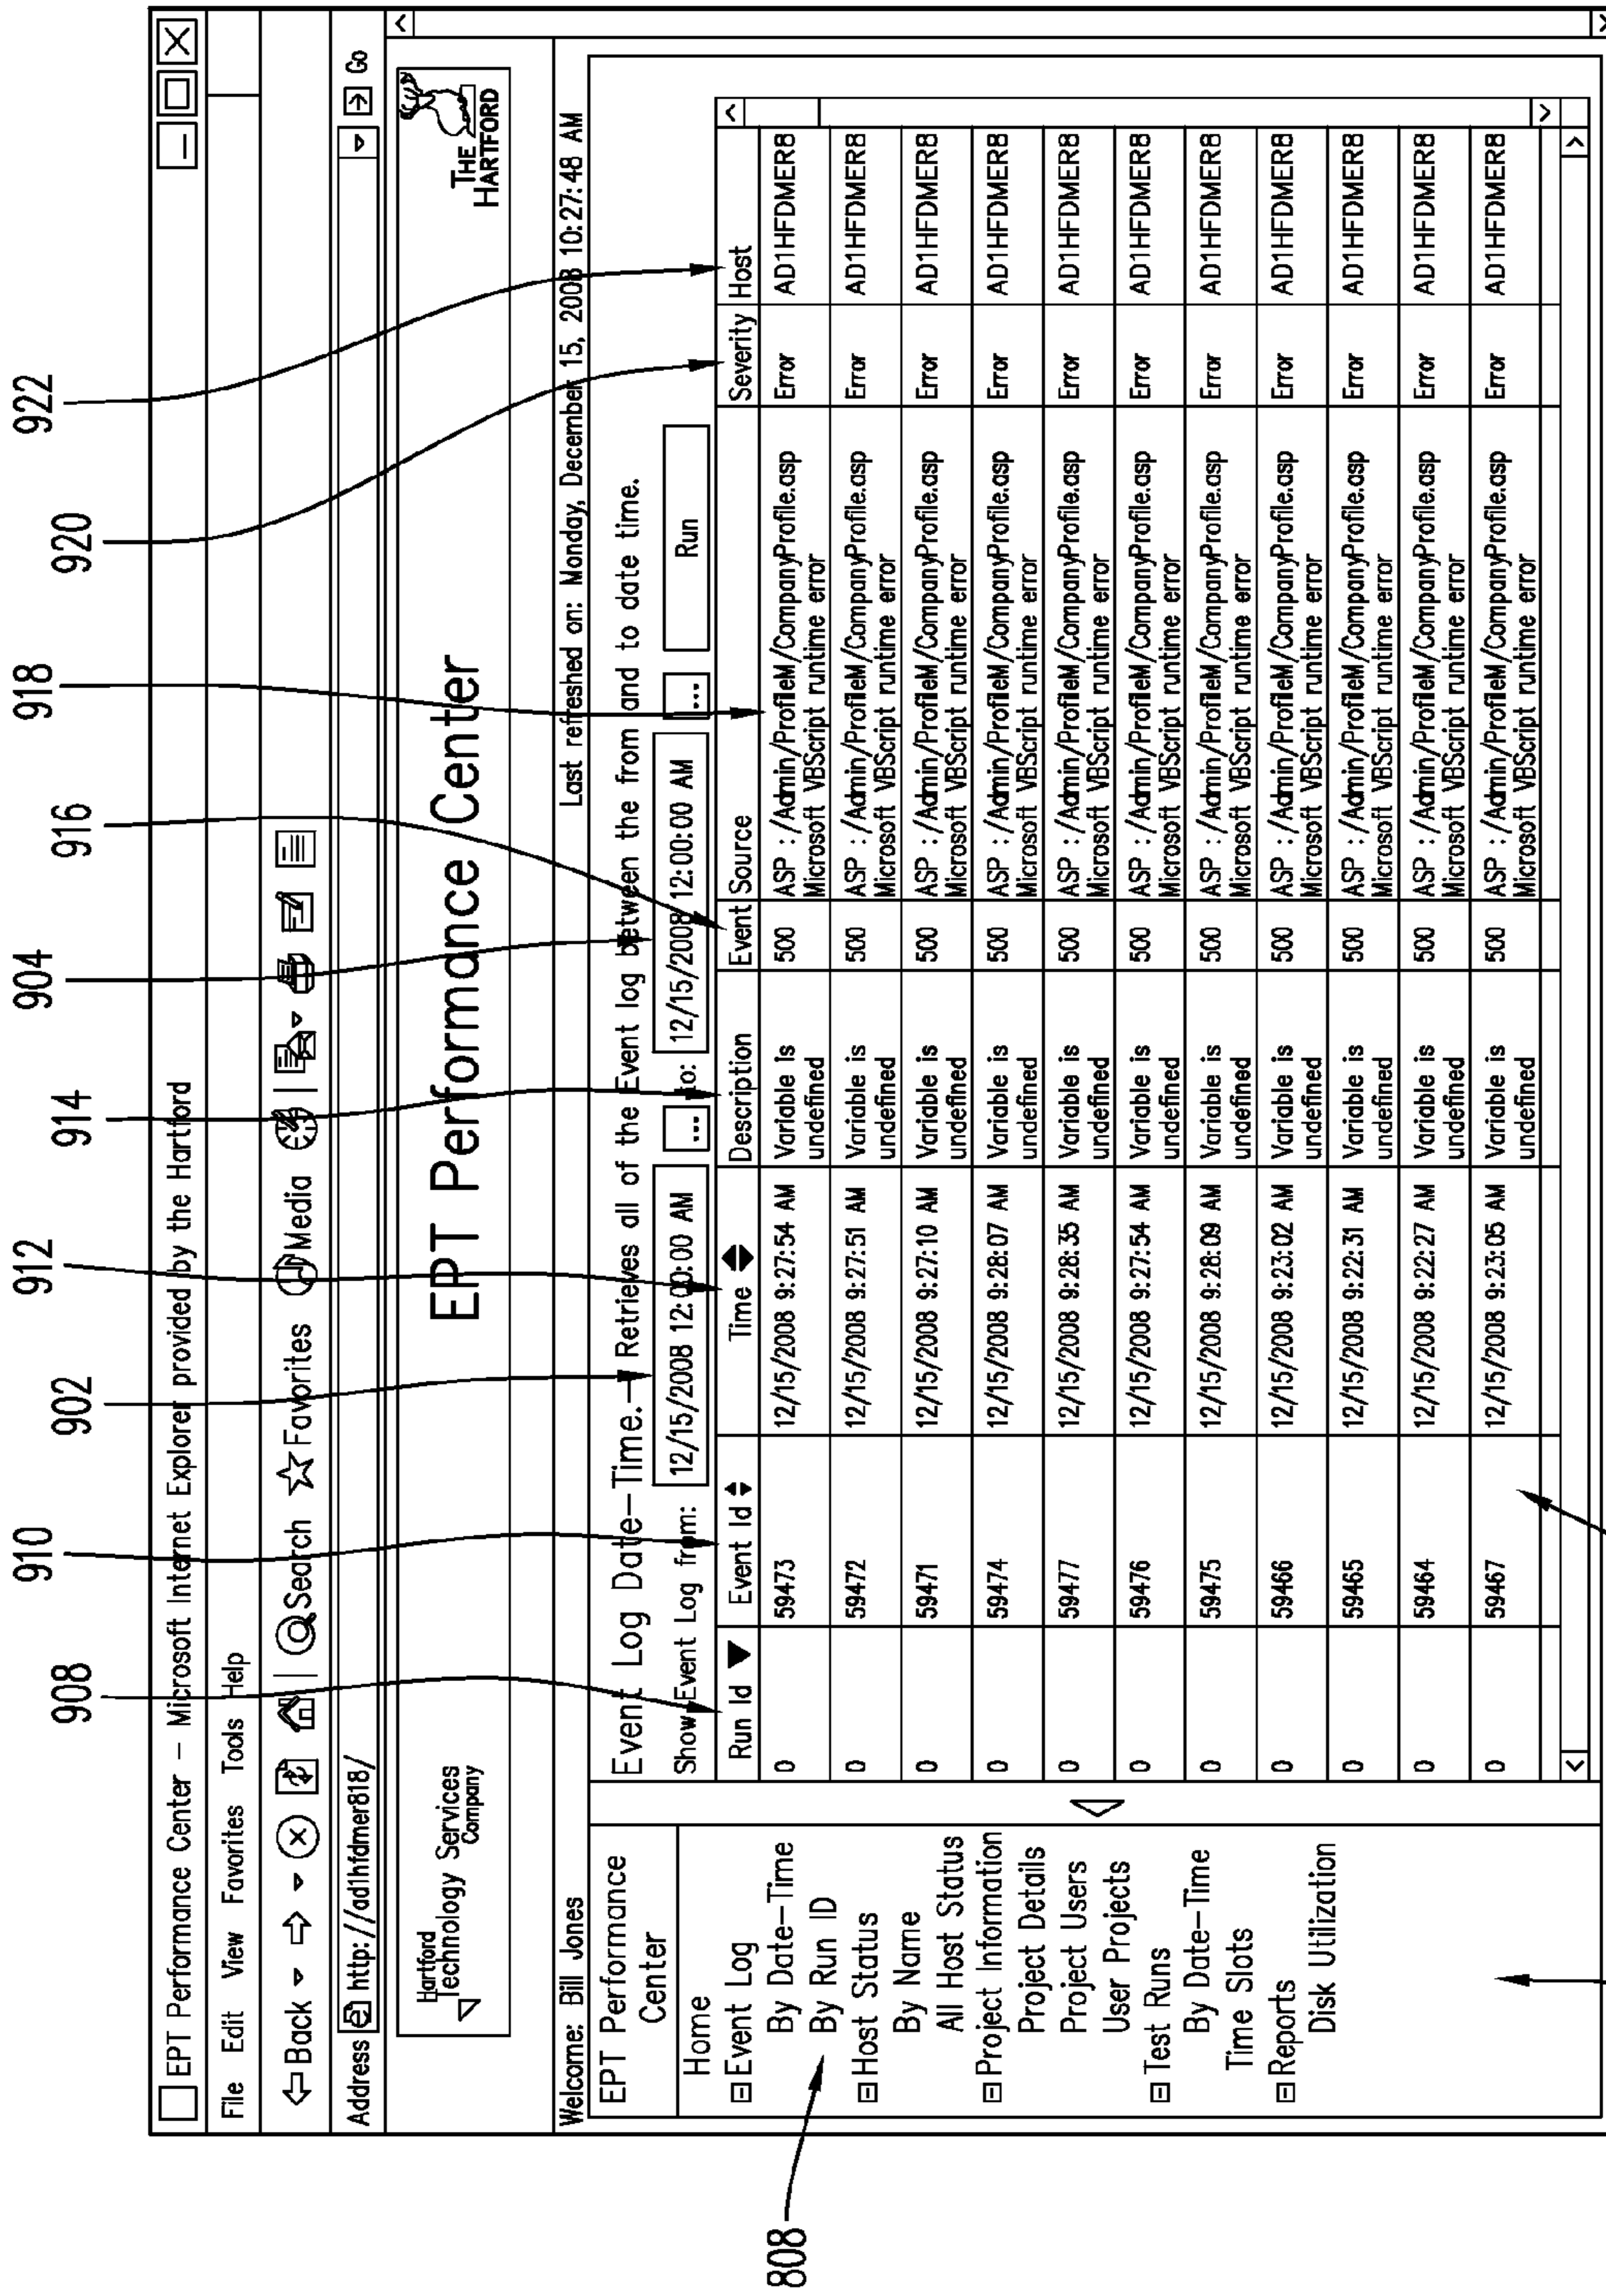 908 910 902 912 914 904 916 918 920 922
EPT Performance Center – Microsoft Internet Explorer provided by the Hartford
File Edit View Favorites Tools Help
Back Search Favorites Media
Address http://ad1hfdmer818/ Go
Hartford
Technology Services
Company
EPT Performance Center
THE
HARTFORD
Welcome: Bill Jones
Last refreshed on: Monday, December 15, 2008 10:27:48 AM
EPT Performance
Center
Home
Event Log
By Date–Time
By Run ID
Host Status
By Name
All Host Status
Project Information
Project Details
Project Users
User Projects
Test Runs
By Date–Time
Time Slots
Reports
Disk Utilization
808
Event Log Date–Time.–Retrieves all of the Event log between the from and to date time.
Show Event Log from: 12/15/2008 12:00:00 AM ... to: 12/15/2008 12:00:00 AM ... Run
Run Id Event Id Time Description Event Source Severity Host
0 59473 12/15/2008 9:27:54 AM Variable is undefined 500 ASP : /Admin/ProfileM/CompanyProfile.asp Microsoft VBScript runtime error Error AD1HFDMER8
0 59472 12/15/2008 9:27:51 AM Variable is undefined 500 ASP : /Admin/ProfileM/CompanyProfile.asp Microsoft VBScript runtime error Error AD1HFDMER8
0 59471 12/15/2008 9:27:10 AM Variable is undefined 500 ASP : /Admin/ProfileM/CompanyProfile.asp Microsoft VBScript runtime error Error AD1HFDMER8
0 59474 12/15/2008 9:28:07 AM Variable is undefined 500 ASP : /Admin/ProfileM/CompanyProfile.asp Microsoft VBScript runtime error Error AD1HFDMER8
0 59477 12/15/2008 9:28:35 AM Variable is undefined 500 ASP : /Admin/ProfileM/CompanyProfile.asp Microsoft VBScript runtime error Error AD1HFDMER8
0 59476 12/15/2008 9:27:54 AM Variable is undefined 500 ASP : /Admin/ProfileM/CompanyProfile.asp Microsoft VBScript runtime error Error AD1HFDMER8
0 59475 12/15/2008 9:28:09 AM Variable is undefined 500 ASP : /Admin/ProfileM/CompanyProfile.asp Microsoft VBScript runtime error Error AD1HFDMER8
0 59466 12/15/2008 9:23:02 AM Variable is undefined 500 ASP : /Admin/ProfileM/CompanyProfile.asp Microsoft VBScript runtime error Error AD1HFDMER8
0 59465 12/15/2008 9:22:31 AM Variable is undefined 500 ASP : /Admin/ProfileM/CompanyProfile.asp Microsoft VBScript runtime error Error AD1HFDMER8
0 59464 12/15/2008 9:22:27 AM Variable is undefined 500 ASP : /Admin/ProfileM/CompanyProfile.asp Microsoft VBScript runtime error Error AD1HFDMER8
0 59467 12/15/2008 9:23:05 AM Variable is undefined 500 ASP : /Admin/ProfileM/CompanyProfile.asp Microsoft VBScript runtime error Error AD1HFDMER8